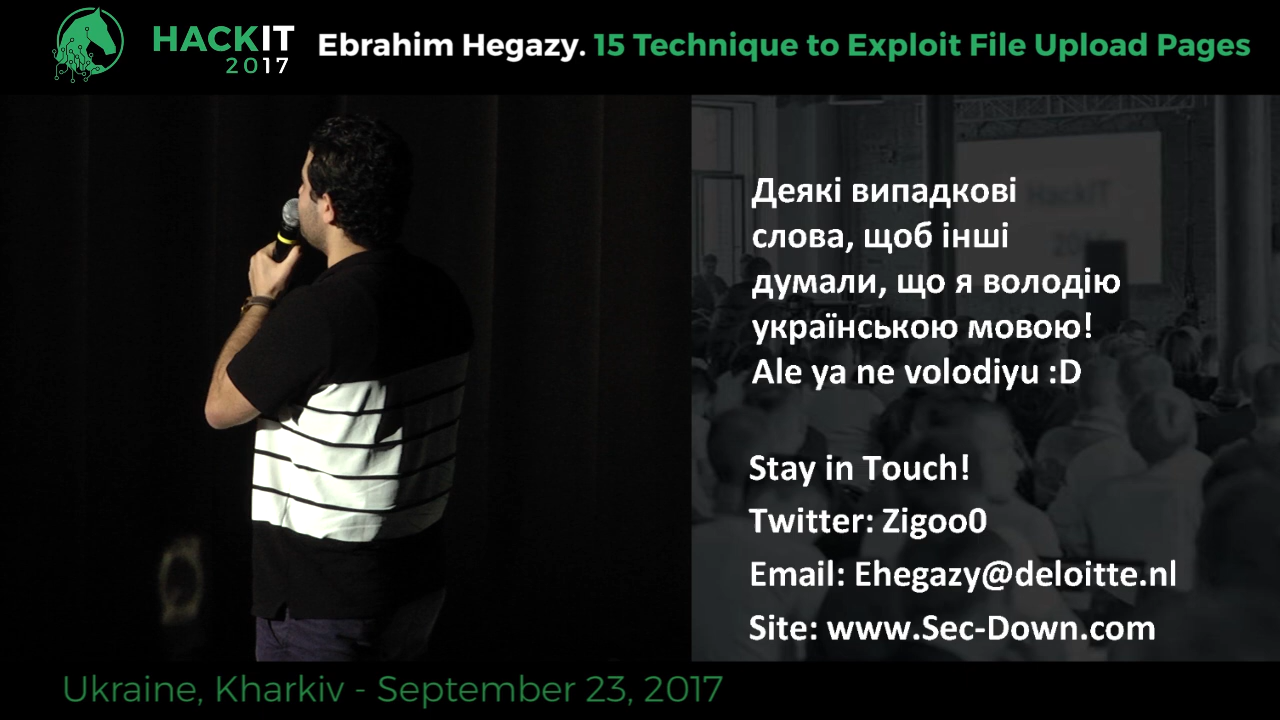 HACKIT
2017
Ebrahim Hegazy. 15 Technique to Exploit File Upload Pages
Деякі випадкові
слова, щоб інші
думали, що я володію
українською мовою!
Ale ya ne volodiyu :D
Stay in Touch!
Twitter: Zigoo0
Email: Ehegazy@deloitte.nl
Site: www.Sec-Down.com
Ukraine, Kharkiv - September 23, 2017